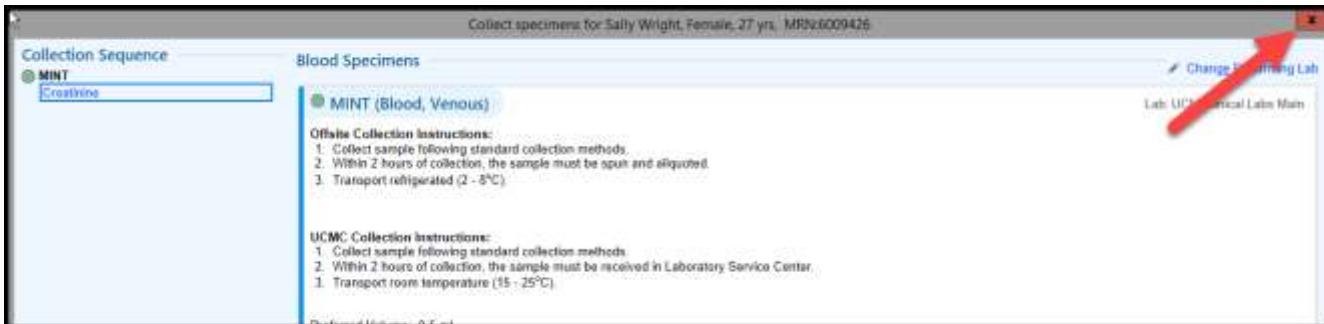 Collect specimens for Sally Wright, Female, 27 yrs, MRN:6009426
x
Collection Sequence
MINT
Creatinine
Blood Specimens
Change Lab
MINT (Blood, Venous)
Lab: Labs Main
Offsite Collection Instructions:
1. Collect sample following standard collection methods.
2. Within 2 hours of collection, the sample must be spun and aliquoted.
3. Transport refrigerated (2 - 8°C).
UCMC Collection Instructions:
1. Collect sample following standard collection methods.
2. Within 2 hours of collection, the sample must be received in Laboratory Service Center.
3. Transport room temperature (15 - 25°C).